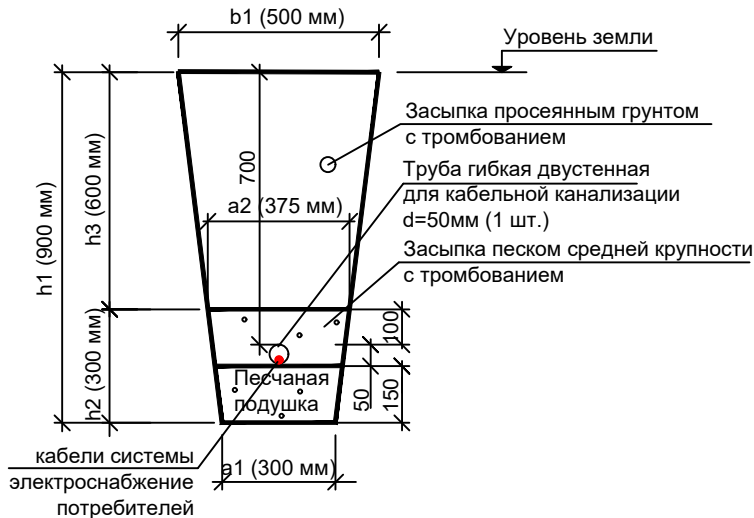 b1 (500 мм)
Уровень земли
Засыпка просеянным грунтом
с тромбованием
700
Труба гибкая двустенная
для кабельной канализации
d=50мм (1 шт.)
h1 (900 мм)
h3 (600 мм)
a2 (375 мм)
Засыпка песком средней крупности
с тромбованием
h2 (300 мм)
100
50
150
Песчаная
подушка
a1 (300 мм)
кабели системы
электроснабжение
потребителей